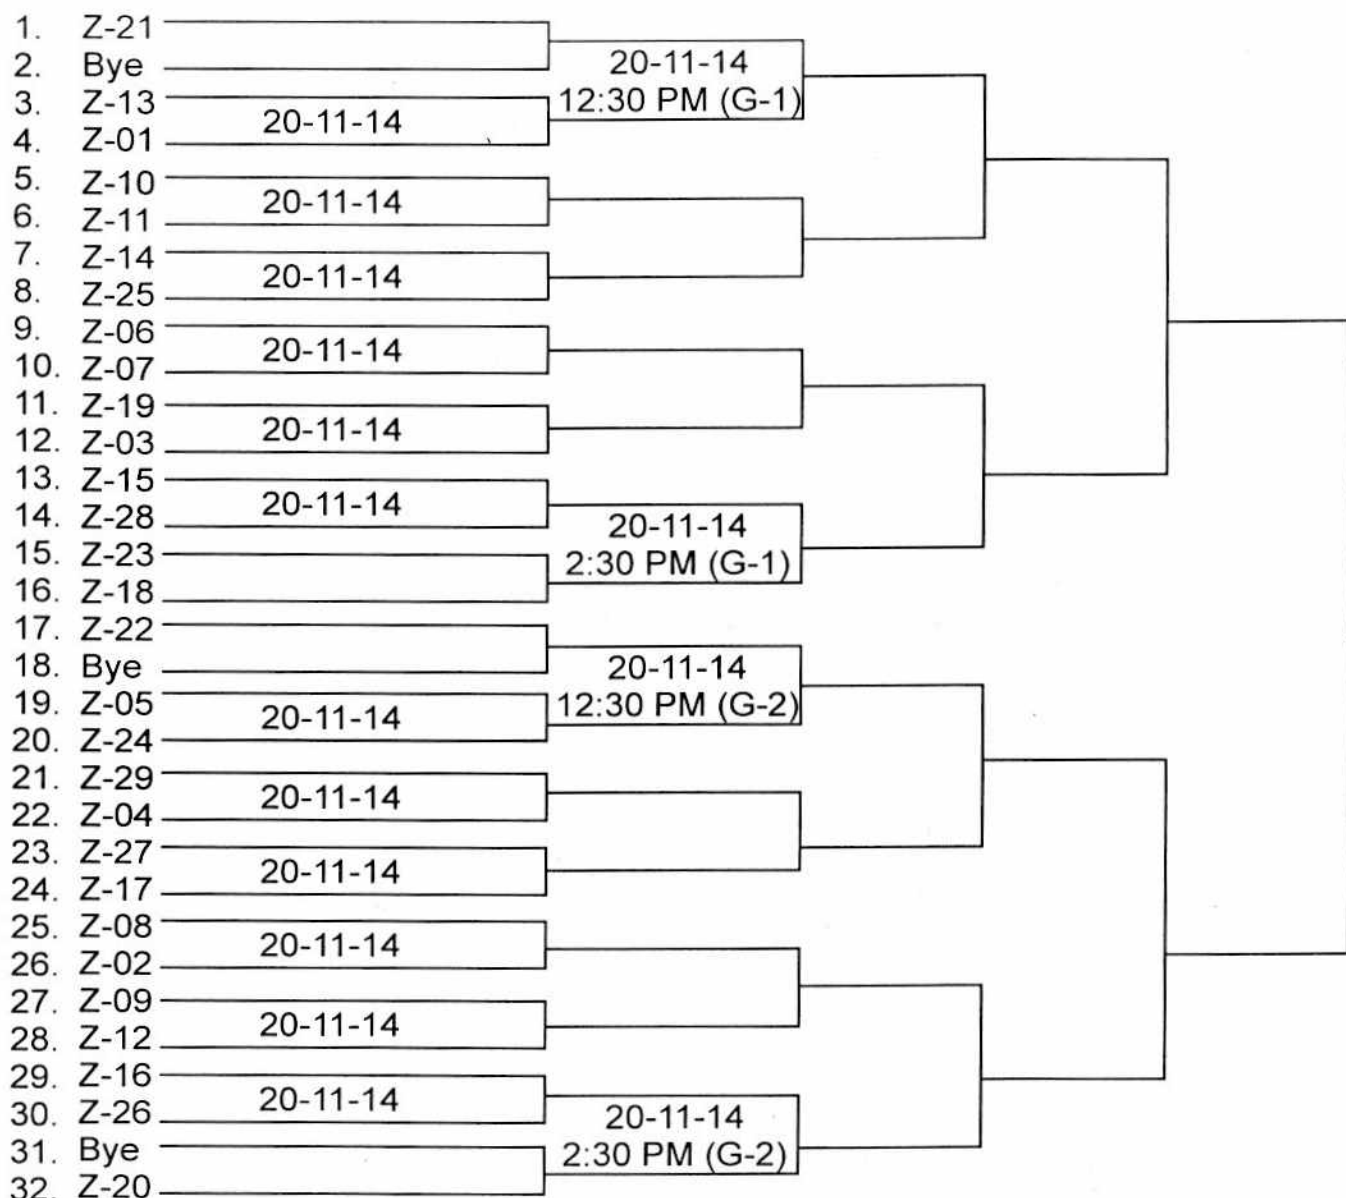 1. Z-21
2. Bye
20-11-14
12:30 PM (G-1)
3. Z-13
4. Z-01
20-11-14
5. Z-10
6. Z-11
20-11-14
7. Z-14
8. Z-25
20-11-14
9. Z-06
10. Z-07
20-11-14
11. Z-19
12. Z-03
20-11-14
13. Z-15
14. Z-28
20-11-14
20-11-14
2:30 PM (G-1)
15. Z-23
16. Z-18
17. Z-22
18. Bye
20-11-14
12:30 PM (G-2)
19. Z-05
20. Z-24
20-11-14
21. Z-29
22. Z-04
20-11-14
23. Z-27
24. Z-17
20-11-14
25. Z-08
26. Z-02
20-11-14
27. Z-09
28. Z-12
20-11-14
29. Z-16
30. Z-26
20-11-14
20-11-14
2:30 PM (G-2)
31. Bye
32. Z-20